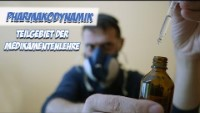 PHARMAKODYNAMIK
TEILGEBIET DER
MEDIKAMENTENLEHRE